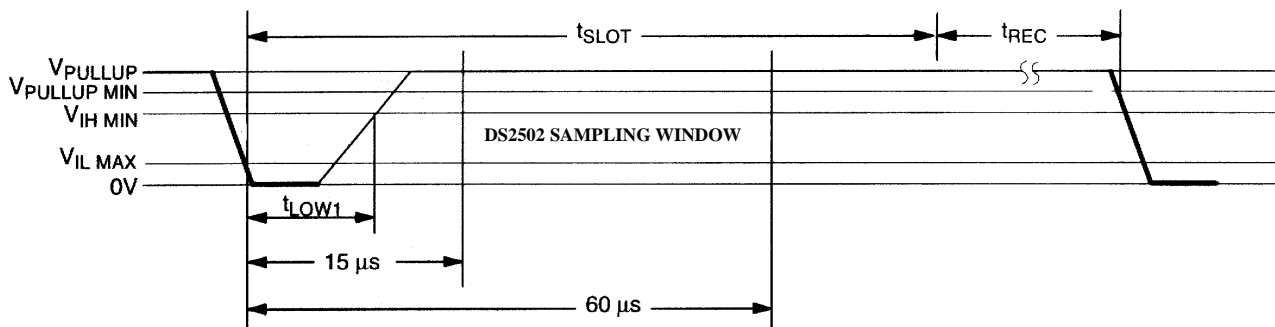 tSLOT
tREC
VPULLUP
VPULLUP MIN
VIH MIN
DS2502 SAMPLING WINDOW
VIL MAX
0V
tLOW1
15 µs
60 µs